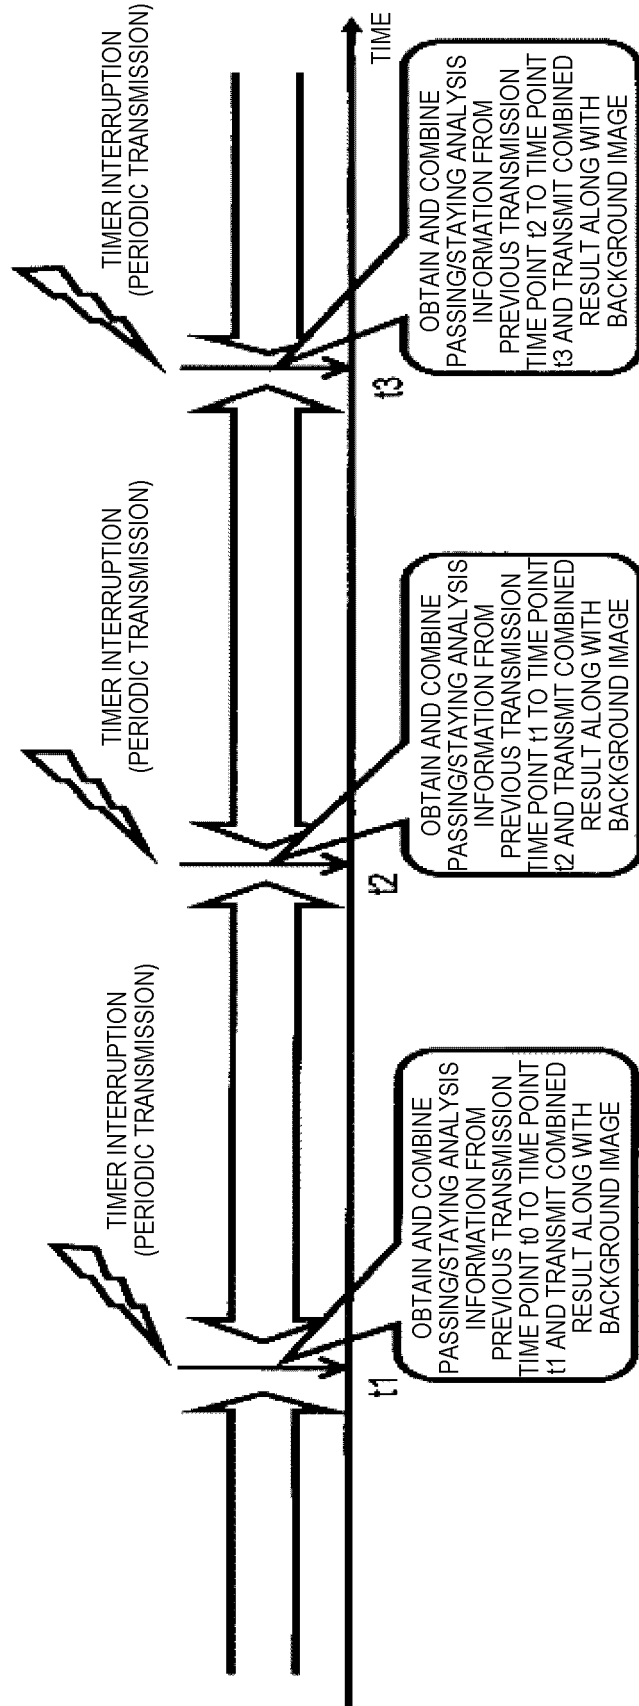 TIMER INTERRUPTION
(PERIODIC TRANSMISSION)
TIMER INTERRUPTION
(PERIODIC TRANSMISSION)
TIMER INTERRUPTION
(PERIODIC TRANSMISSION)
t1
t2
t3
TIME
OBTAIN AND COMBINE
PASSING/STAYING ANALYSIS
INFORMATION FROM
PREVIOUS TRANSMISSION
TIME POINT t0 TO TIME POINT
t1 AND TRANSMIT COMBINED
RESULT ALONG WITH
BACKGROUND IMAGE
OBTAIN AND COMBINE
PASSING/STAYING ANALYSIS
INFORMATION FROM
PREVIOUS TRANSMISSION
TIME POINT t1 TO TIME POINT
t2 AND TRANSMIT COMBINED
RESULT ALONG WITH
BACKGROUND IMAGE
OBTAIN AND COMBINE
PASSING/STAYING ANALYSIS
INFORMATION FROM
PREVIOUS TRANSMISSION
TIME POINT t2 TO TIME POINT
t3 AND TRANSMIT COMBINED
RESULT ALONG WITH
BACKGROUND IMAGE